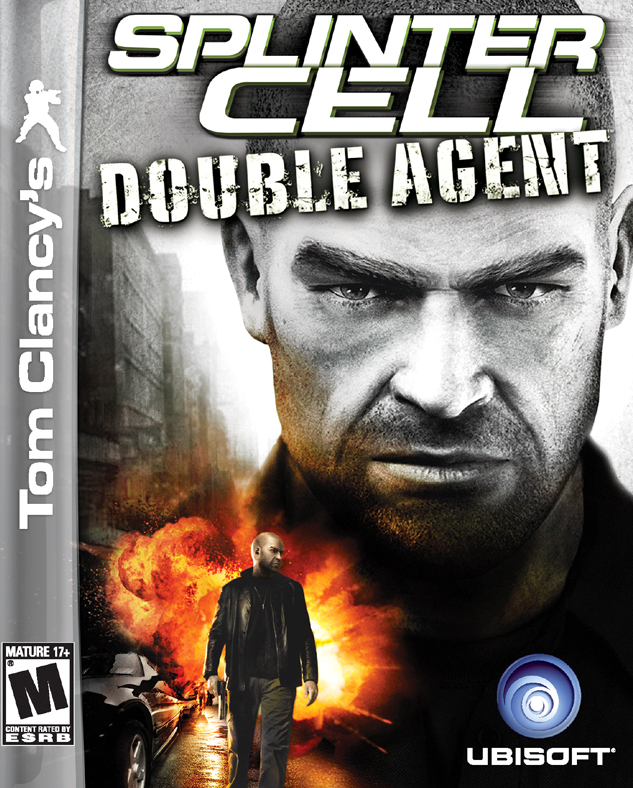 SPLINTER
CELL
DOUBLE AGENT
Tom Clancy's
MATURE 17+
M
®
CONTENT RATED BY
ESRB
UBISOFT®